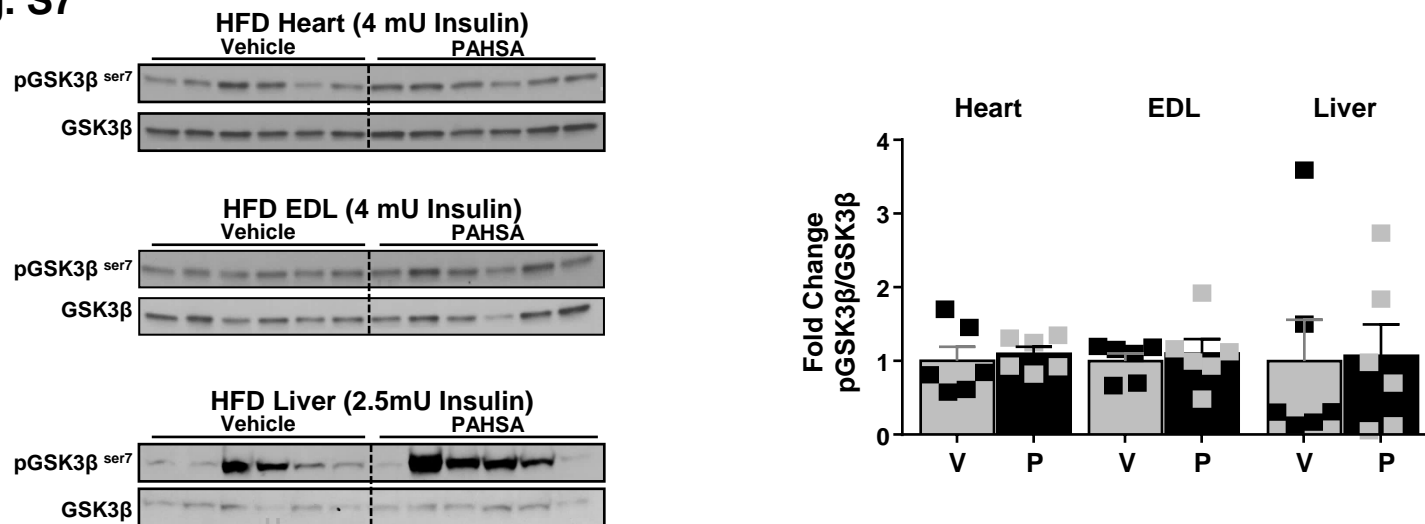 g. S7
HFD Heart (4 mU Insulin)
Vehicle PAHSA
pGSK3β ser7
GSK3β
HFD EDL (4 mU Insulin)
Vehicle PAHSA
pGSK3β ser7
GSK3β
HFD Liver (2.5mU Insulin)
Vehicle PAHSA
pGSK3β ser7
GSK3β
Heart EDL Liver
Fold Change
pGSK3β/GSK3β
4
3
2
1
0
V P V P V P